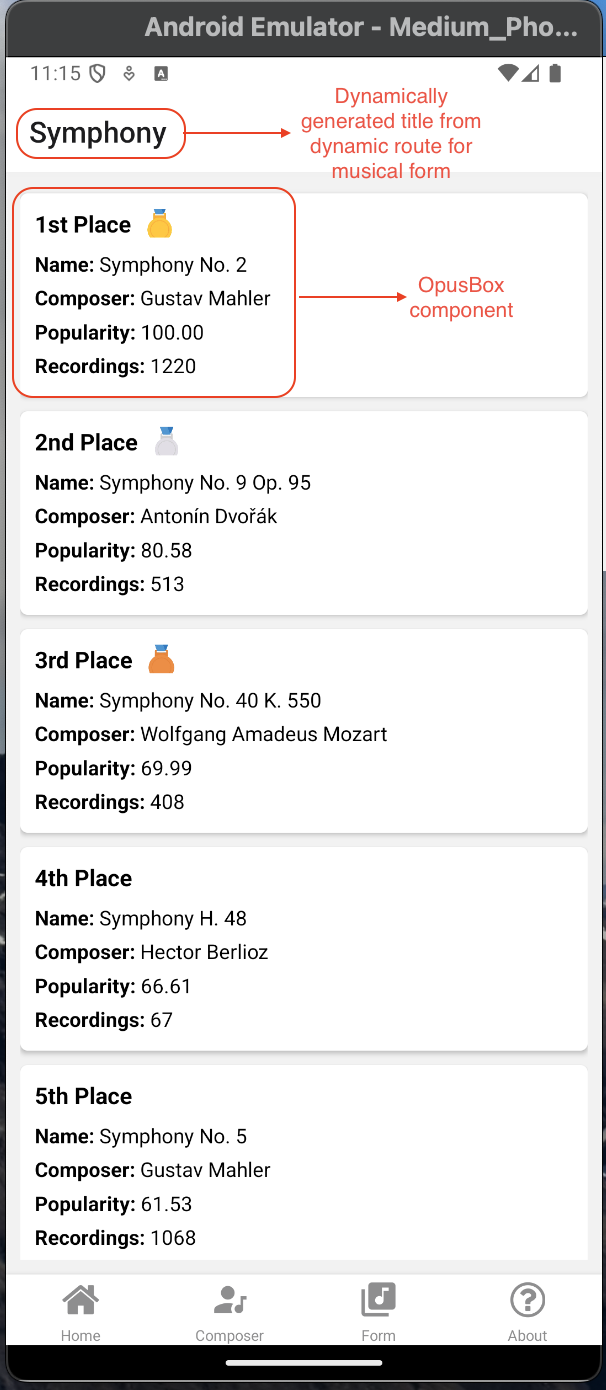 Android Emulator - Medium_Pho...
11:15
A
Symphony
Dynamically
generated title from
dynamic route for
musical form
1st Place
Name: Symphony No. 2
Composer: Gustav Mahler
Popularity: 100.00
Recordings: 1220
OpusBox
component
2nd Place
Name: Symphony No. 9 Op. 95
Composer: Antonín Dvořák
Popularity: 80.58
Recordings: 513
3rd Place
Name: Symphony No. 40 K. 550
Composer: Wolfgang Amadeus Mozart
Popularity: 69.99
Recordings: 408
4th Place
Name: Symphony H. 48
Composer: Hector Berlioz
Popularity: 66.61
Recordings: 67
5th Place
Name: Symphony No. 5
Composer: Gustav Mahler
Popularity: 61.53
Recordings: 1068
Home Composer Form About